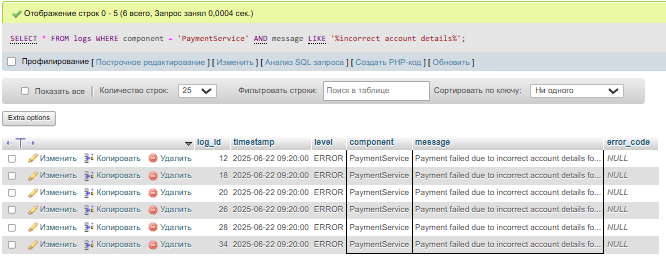 Отображение строк 0 - 5 (6 всего, Запрос занял 0,0004 сек.)
SELECT * FROM logs WHERE component = 'PaymentService' AND message LIKE '%incorrect account details%';
Профилирование [ Построчное редактирование ] [ Изменить ] [ Анализ SQL запроса ] [ Создать PHP-код ] [ Обновить ]
Показать все | Количество строк: 25 Фильтровать строки: Поиск в таблице Сортировать по ключу: Ни одного
Extra options
log_id timestamp level component message error_code
Изменить Копировать Удалить 12 2025-06-22 09:20:00 ERROR PaymentService Payment failed due to incorrect account details fo... NULL
Изменить Копировать Удалить 18 2025-06-22 09:20:00 ERROR PaymentService Payment failed due to incorrect account details fo... NULL
Изменить Копировать Удалить 20 2025-06-22 09:20:00 ERROR PaymentService Payment failed due to incorrect account details fo... NULL
Изменить Копировать Удалить 26 2025-06-22 09:20:00 ERROR PaymentService Payment failed due to incorrect account details fo... NULL
Изменить Копировать Удалить 28 2025-06-22 09:20:00 ERROR PaymentService Payment failed due to incorrect account details fo... NULL
Изменить Копировать Удалить 34 2025-06-22 09:20:00 ERROR PaymentService Payment failed due to incorrect account details fo... NULL